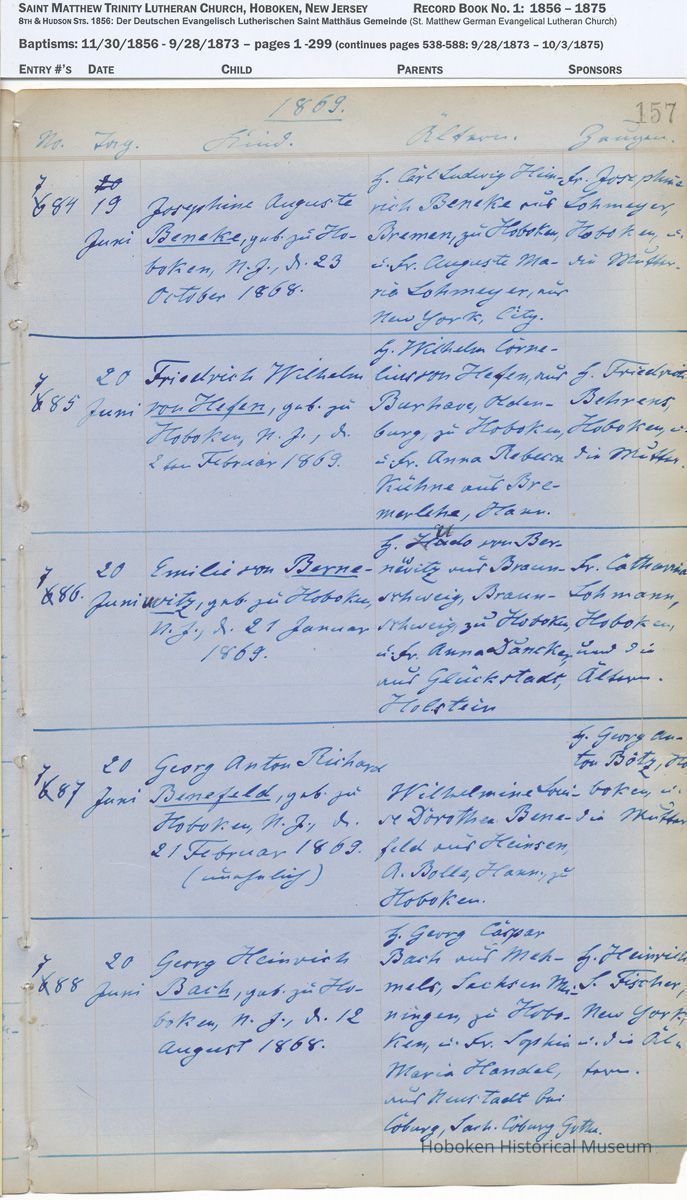 SAINT MATTHEW TRINITY LUTHERAN CHURCH, HOBOKEN, NEW JERSEY RECORD BOOK NO. 1: 1856 – 1875
8TH & HUDSON STS. 1856: Der Deutschen Evangelisch Lutherischen Saint Matthäus Gemeinde (St. Matthew German Evangelical Lutheran Church)
Baptisms: 11/30/1856 - 9/28/1873 – pages 1 -299 (continues pages 538-588: 9/28/1873 – 10/3/1875)
ENTRY #'S DATE CHILD PARENTS SPONSORS
1869.
157
No. Tag. Kind. Ältern. Zeugen.
784
19
Juni
Josephine Auguste
Beneke, geb. zu Ho-
boken, N. J., d. 23
October 1868.
H. Carl Ludwig Hein-
rich Beneke aus
Bremen, zu Hoboken,
u. Fr. Auguste Ma-
ria Lohmeyer, aus
New York, City.
Fr. Josephine
Lohmeyer,
Hoboken, u.
die Mutter.
785
20
Juni
Friedrich Wilhelm
von Hefen, geb. zu
Hoboken, N. J., d.
2ten Februar 1869.
H. Wilhelm Corne-
lius von Hefen, aus
Burhave, Olden-
burg, zu Hoboken,
u. Fr. Anna Rebecca
Kühne aus Bre-
merlehe, Hann.
H. Friedrich
Behrens,
Hoboken, u.
die Mutter.
786.
20
Juni
Emilie von Berne-
witz, geb. zu Hoboken,
N. J., d. 21 Januar
1869.
H. Udo von Ber-
newitz aus Braun-
schweig, Braun-
schweig, zu Hoboken,
u. Fr. Anna Dancker,
aus Glückstadt,
Holstein
Fr. Catharina
Lohmann,
Hoboken,
und die
Ältern.
787
20
Juni
Georg Anton Richard
Benefeld, geb. zu
Hoboken, N. J., d.
21 Februar 1869.
(unehelich)
Wilhelmine Loui-
se Dorothea Bene-
feld aus Heinsen,
A. Bolle, Hann., zu
Hoboken.
H. Georg An-
ton Bötz, Ho
boken, u.
die Mutter
788
20
Juni
Georg Heinrich
Bach, geb. zu Ho-
boken, N. J., d. 12
August 1868.
H. Georg Caspar
Bach aus Meh-
mels, Sachsen Mei-
ningen, zu Hobo-
ken, u. Fr. Sophie
Maria Handel,
aus Neustadt bei
Coburg, Sach. Coburg Gotha.
H. Heinrich
S. Fischer,
New York,
u. die Äl-
tern.
Hoboken Historical Museum